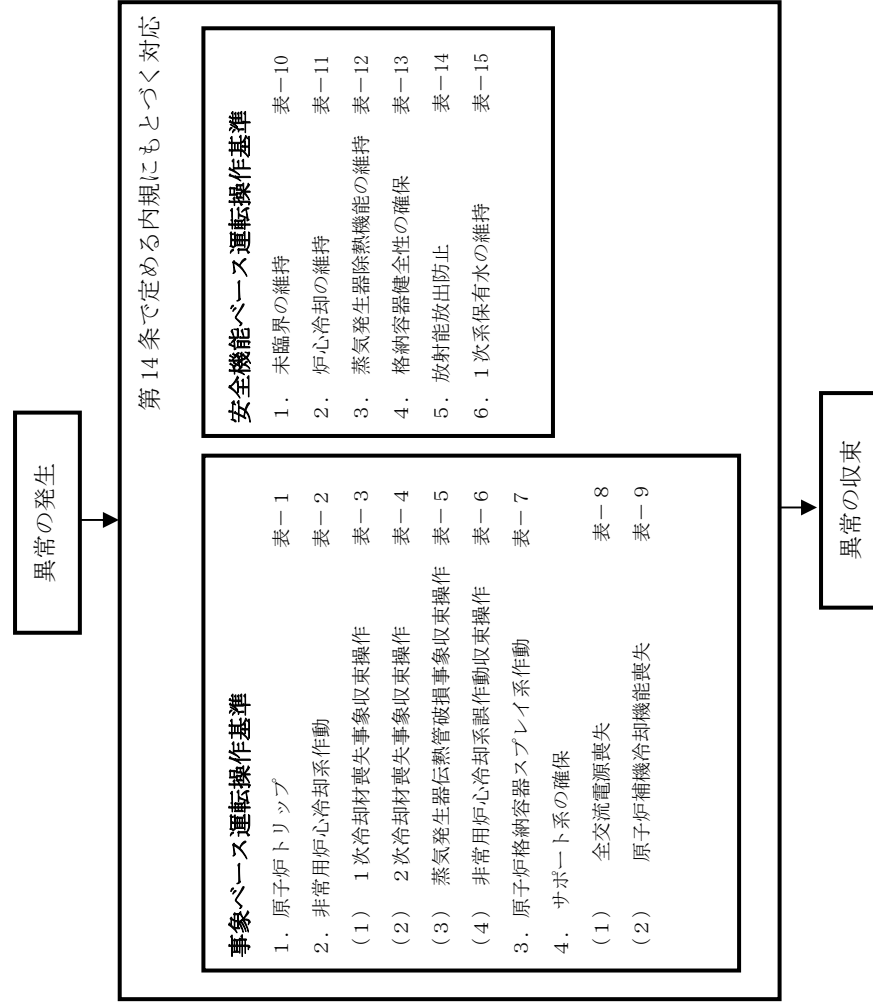 異常の発生
第14条で定める内規にもとづく対応
事象ベース運転操作基準
1．原子炉トリップ 表－1
2．非常用炉心冷却系作動 表－2
(1) 1次冷却材喪失事象収束操作 表－3
(2) 2次冷却材喪失事象収束操作 表－4
(3) 蒸気発生器伝熱管破損事象収束操作 表－5
(4) 非常用炉心冷却系誤作動収束操作 表－6
3．原子炉格納容器スプレイ系作動 表－7
4．サポート系の確保
(1) 全交流電源喪失 表－8
(2) 原子炉補機冷却機能喪失 表－9
安全機能ベース運転操作基準
1．未臨界の維持 表－10
2．炉心冷却の維持 表－11
3．蒸気発生器除熱機能の維持 表－12
4．格納容器健全性の確保 表－13
5．放射能放出防止 表－14
6．1次系保有水の維持 表－15
異常の収束